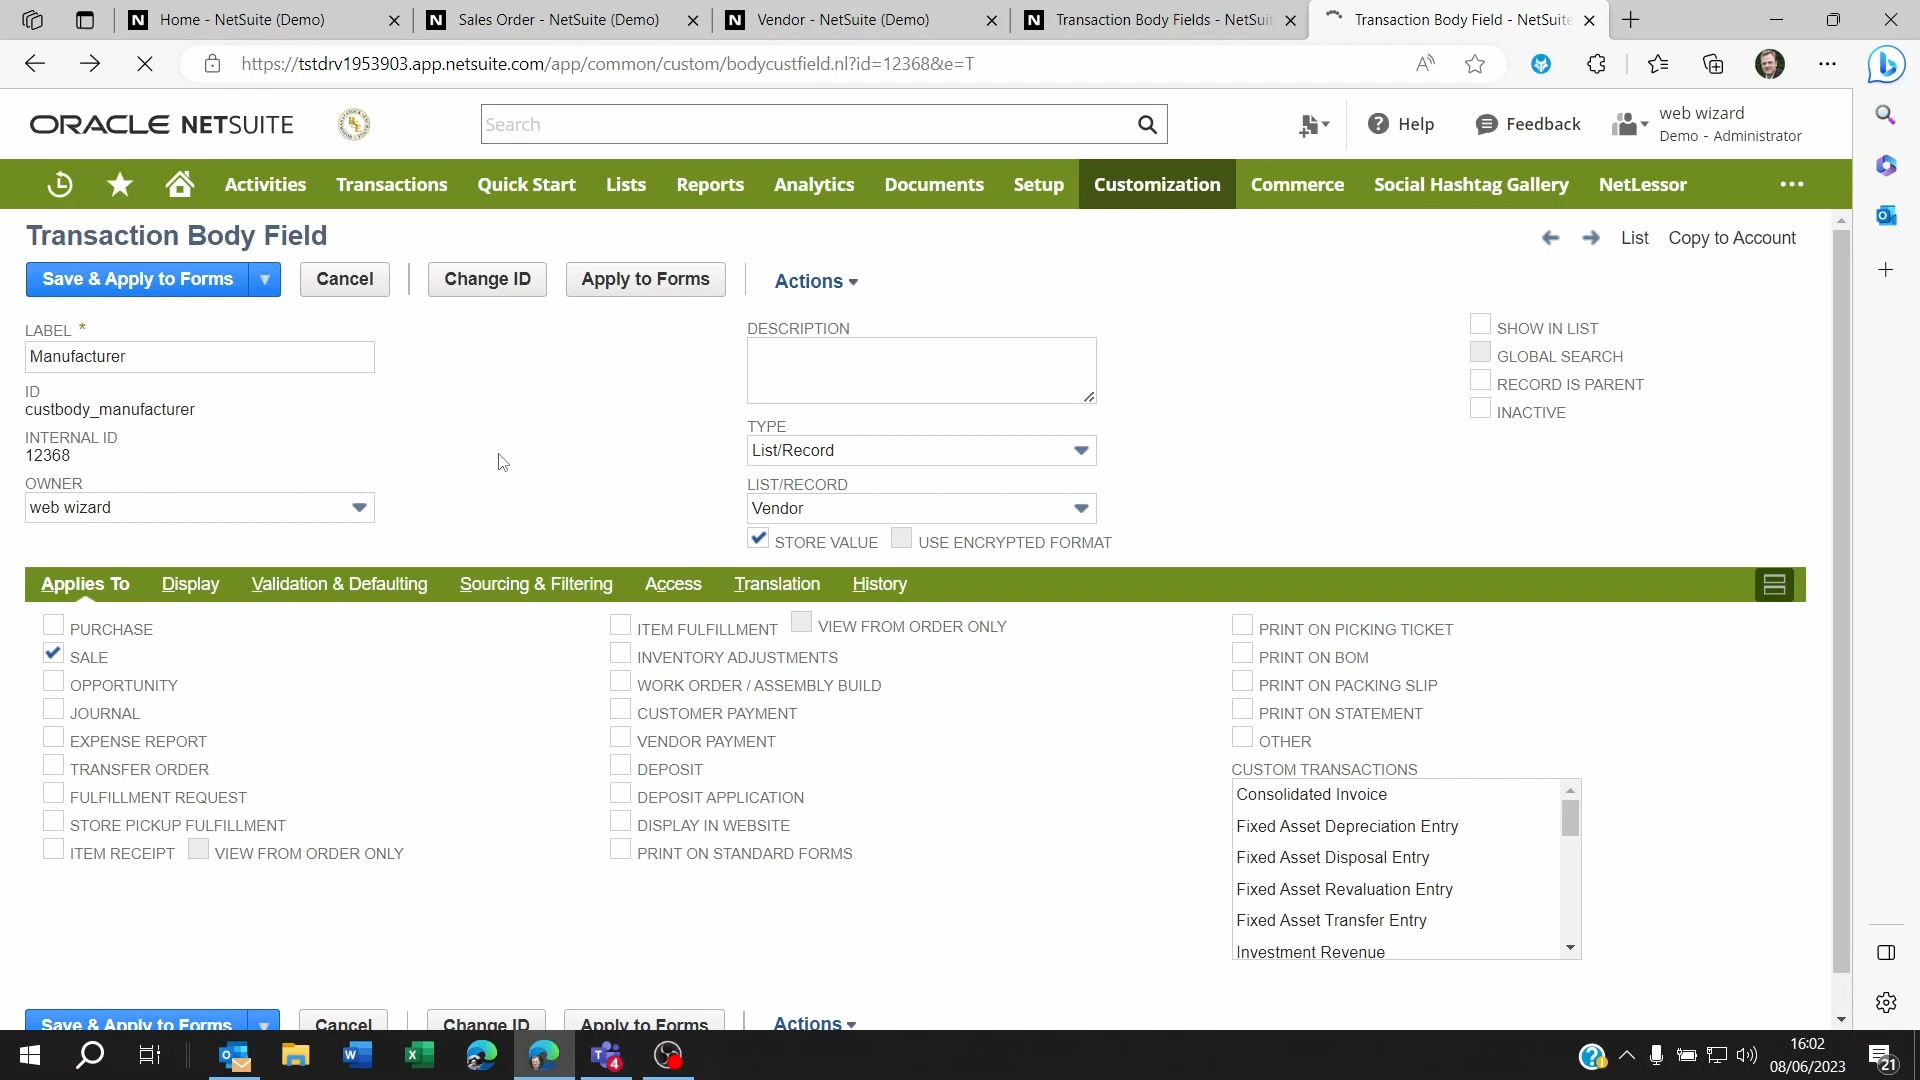 Home - NetSuite (Demo)
Sales Order - NetSuite (Demo)
Vendor - NetSuite (Demo)
Transaction Body Fields - NetSuit
Transaction Body Field - NetSuite
https://tstdrv1953903.app.netsuite.com/app/common/custom/bodycustfield.nl?id=12368&e=T
ORACLE NETSUITE
Search
Help
Feedback
web wizard
Demo - Administrator
Activities Transactions Quick Start Lists Reports Analytics Documents Setup Customization Commerce Social Hashtag Gallery NetLessor
Transaction Body Field
List Copy to Account
Save & Apply to Forms Cancel Change ID Apply to Forms Actions
LABEL *
Manufacturer
ID
custbody_manufacturer
INTERNAL ID
12368
OWNER
web wizard
DESCRIPTION
TYPE
List/Record
LIST/RECORD
Vendor
STORE VALUE USE ENCRYPTED FORMAT
SHOW IN LIST
GLOBAL SEARCH
RECORD IS PARENT
INACTIVE
Applies To Display Validation & Defaulting Sourcing & Filtering Access Translation History
PURCHASE
SALE
OPPORTUNITY
JOURNAL
EXPENSE REPORT
TRANSFER ORDER
FULFILLMENT REQUEST
STORE PICKUP FULFILLMENT
ITEM RECEIPT VIEW FROM ORDER ONLY
ITEM FULFILLMENT VIEW FROM ORDER ONLY
INVENTORY ADJUSTMENTS
WORK ORDER / ASSEMBLY BUILD
CUSTOMER PAYMENT
VENDOR PAYMENT
DEPOSIT
DEPOSIT APPLICATION
DISPLAY IN WEBSITE
PRINT ON STANDARD FORMS
PRINT ON PICKING TICKET
PRINT ON BOM
PRINT ON PACKING SLIP
PRINT ON STATEMENT
OTHER
CUSTOM TRANSACTIONS
Consolidated Invoice
Fixed Asset Depreciation Entry
Fixed Asset Disposal Entry
Fixed Asset Revaluation Entry
Fixed Asset Transfer Entry
Investment Revenue
Save & Apply to Forms Cancel Change ID Apply to Forms Actions
4
16:02
08/06/2023
21